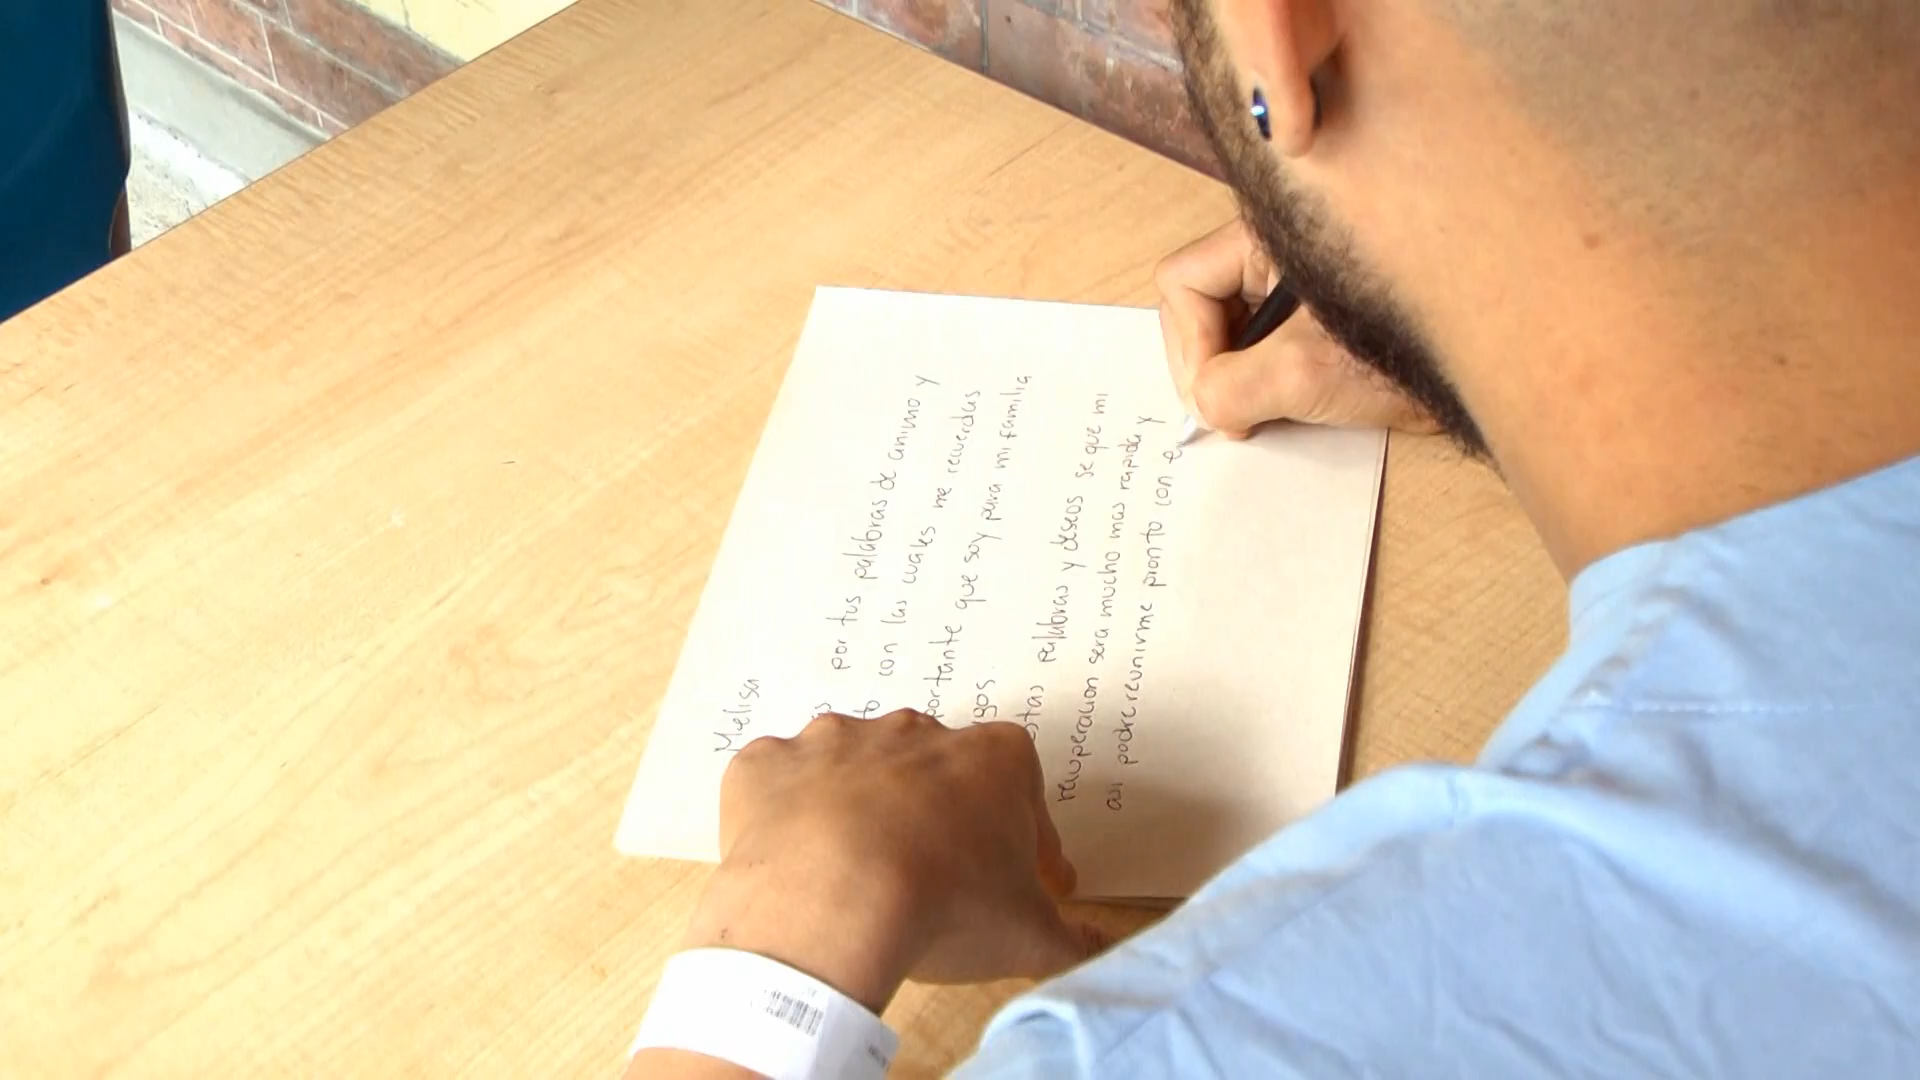 Melisa
por tus palabras de animo y
con las cuales me recuerdas
portante que soy para mi familia
gos.
estas palabras y deseos se que mi
recuperacion sera mucho mas rapida y
asi podre reunirme pronto con e